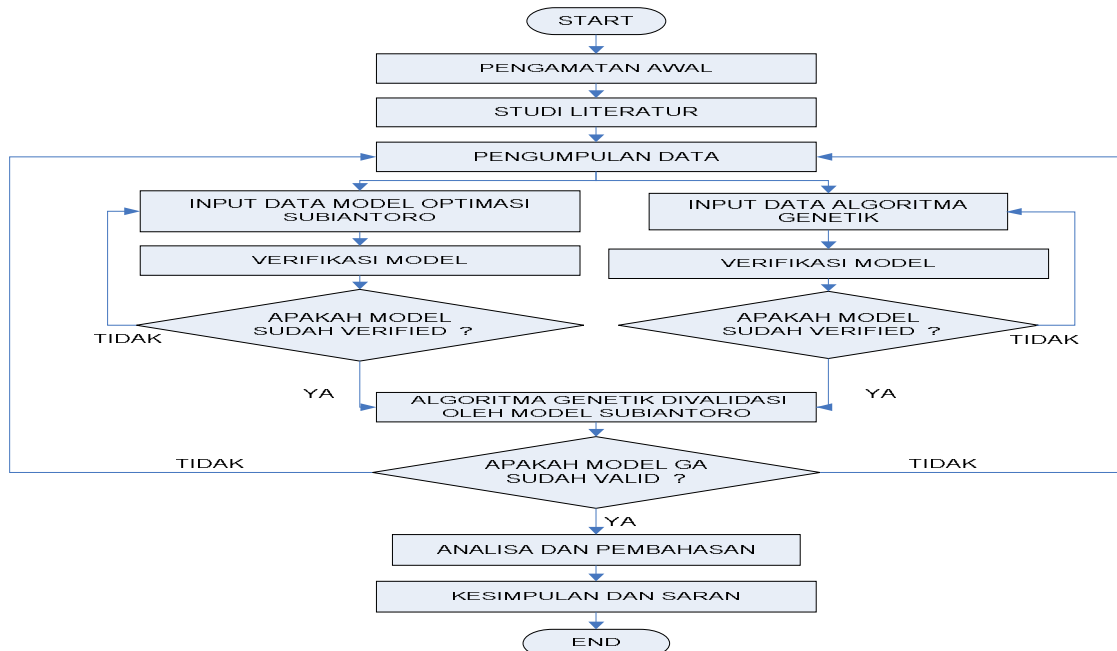 START
PENGAMATAN AWAL
STUDI LITERATUR
PENGUMPULAN DATA
INPUT DATA MODEL OPTIMASI
SUBIANTORO
INPUT DATA ALGORITMA
GENETIK
VERIFIKASI MODEL
VERIFIKASI MODEL
APAKAH MODEL
SUDAH VERIFIED ?
TIDAK
APAKAH MODEL
SUDAH VERIFIED ?
TIDAK
YA
YA
ALGORITMA GENETIK DIVALIDASI
OLEH MODEL SUBIANTORO
TIDAK
APAKAH MODEL GA
SUDAH VALID ?
TIDAK
YA
ANALISA DAN PEMBAHASAN
KESIMPULAN DAN SARAN
END